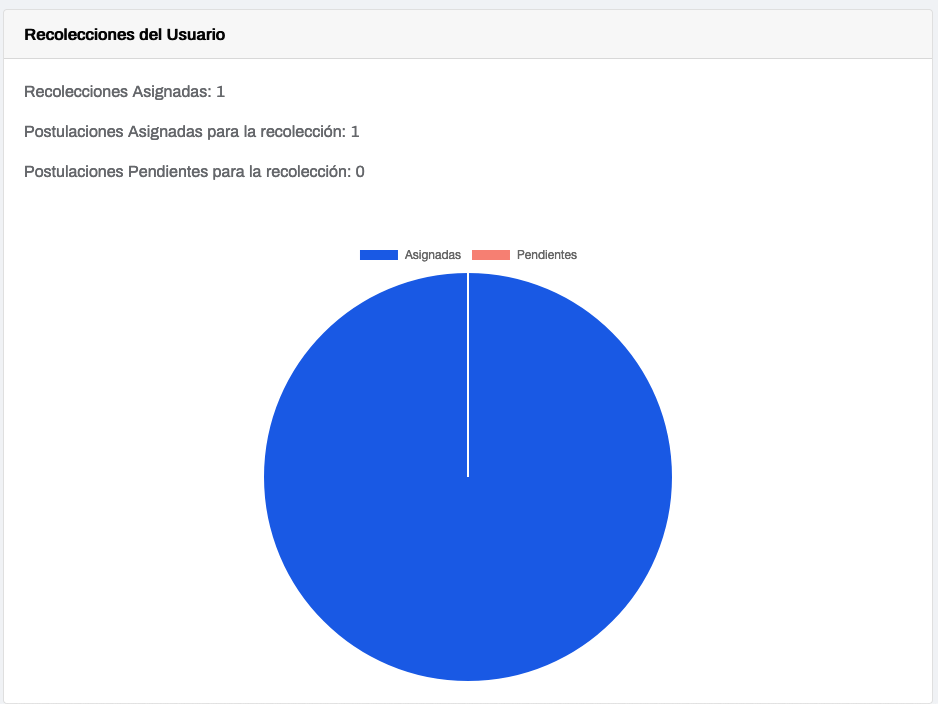 Recolecciones del Usuario
Recolecciones Asignadas: 1
Postulaciones Asignadas para la recolección: 1
Postulaciones Pendientes para la recolección: 0
Asignadas Pendientes